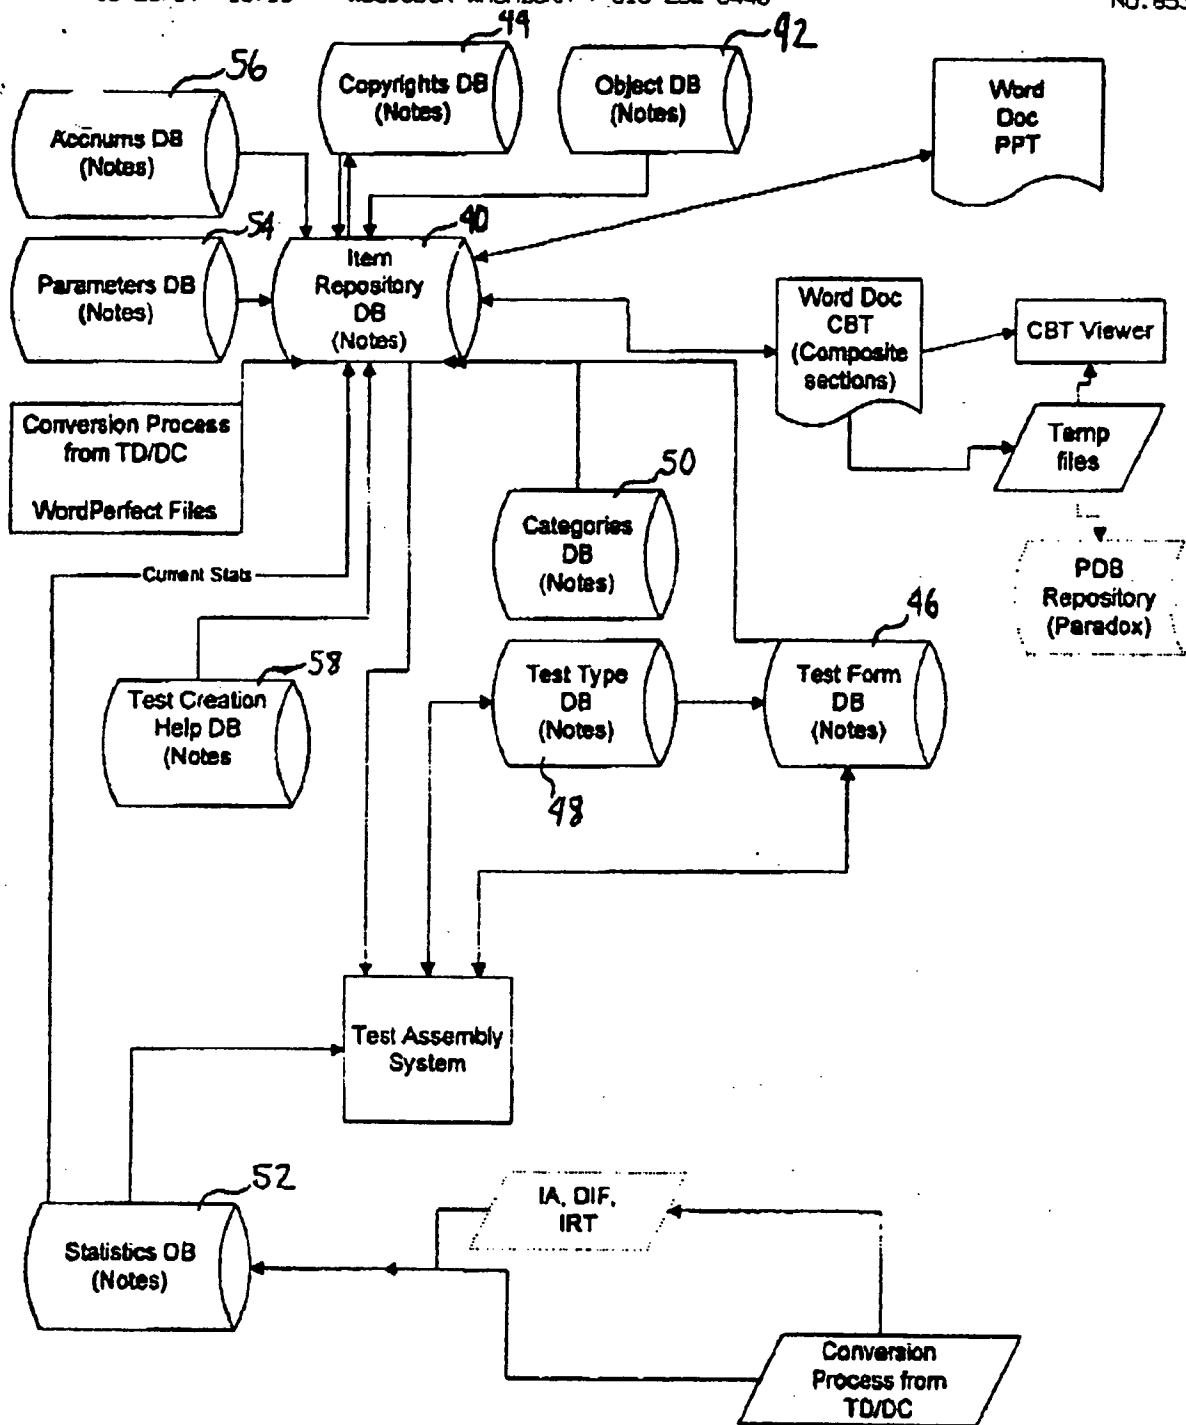 NO.853
44
42
56
Copyrights DB
(Notes)
Object DB
(Notes)
Word
Doc
PPT
Accnums DB
(Notes)
54
40
Parameters DB
(Notes)
Item
Repository
DB
(Notes)
Word Doc
CBT
(Composite
sections)
CBT Viewer
Conversion Process
from TD/DC
WordPerfect Files
Temp
files
50
Categories
DB
(Notes)
Current Stats
PDB
Repository
(Paradox)
46
58
Test Creation
Help DB
(Notes
Test Type
DB
(Notes)
Test Form
DB
(Notes)
48
Test Assembly
System
52
IA, DIF,
IRT
Statistics DB
(Notes)
Conversion
Process from
TD/DC